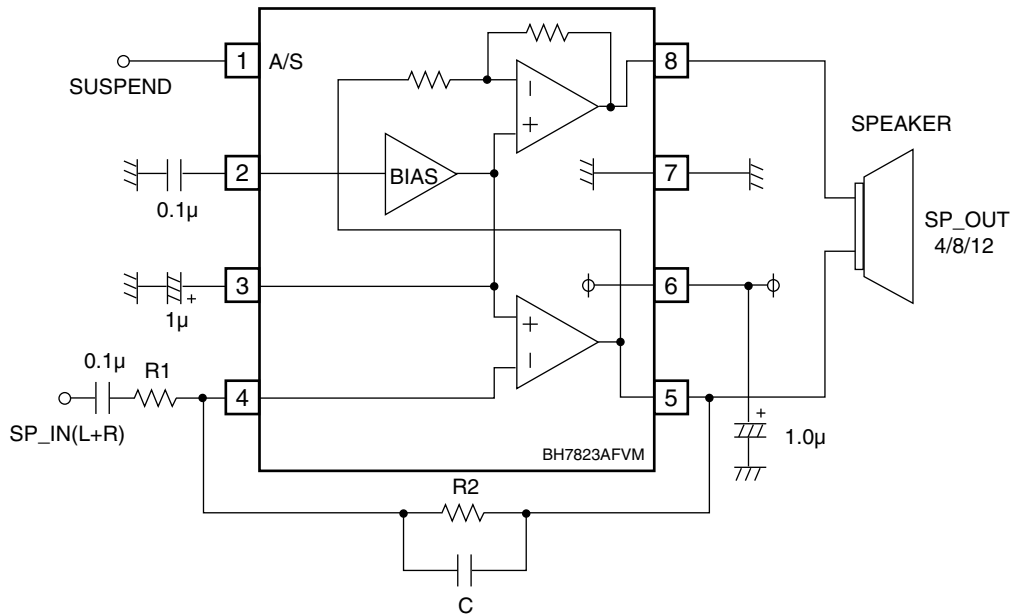 1
A/S
SUSPEND
8
SPEAKER
2
BIAS
7
0.1µ
SP_OUT
4/8/12
3
6
1µ
+
0.1µ
R1
4
5
+
1.0µ
SP_IN(L+R)
BH7823AFVM
R2
C